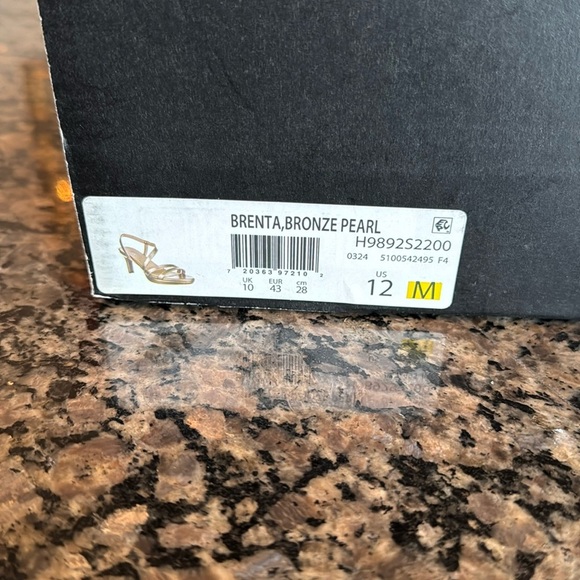 BRENTA,BRONZE PEARL
H9892S2200
7 20363 97210 2
0324 5100542495 F4
UK EUR cm US
10 43 28 12 M